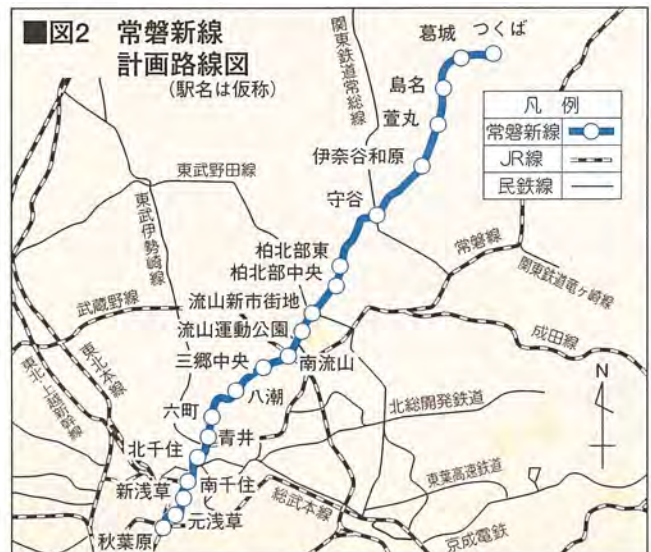 ■図2 常磐新線
計画路線図
(駅名は仮称)
凡例
常磐新線
JR線
民鉄線
関東鉄道常総線
葛城
つくば
島名
萱丸
伊奈谷和原
守谷
東武野田線
東武伊勢崎線
柏北部東
柏北部中央
常磐線
関東鉄道竜ヶ崎線
武蔵野線
流山新市街地
流山運動公園
成田線
三郷中央
南流山
東北本線
東北・上越新幹線
八潮
六町
北総開発鉄道
N
北千住
青井
新浅草
南千住
東葉高速鉄道
総武本線
元浅草
秋葉原
京成電鉄